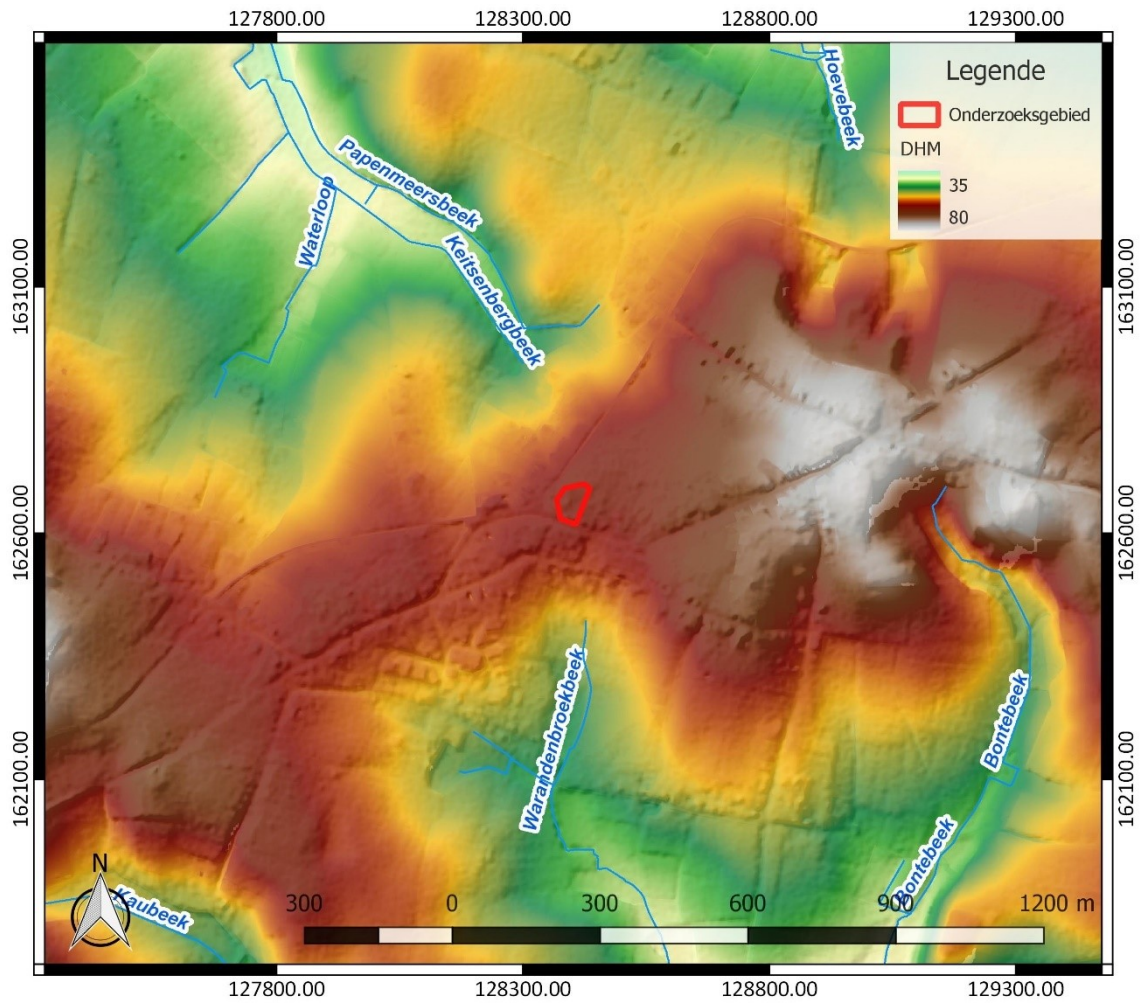 127800.00
128300.00
128800.00
129300.00
Legende
Onderzoeksgebied
DHM
35
80
Hoevebeek
Papenmeersbeek
Waterloop
Keitsenbergbeek
163100.00
163100.00
162600.00
162600.00
Warandenbroekbeek
Bontebeek
162100.00
162100.00
Bontebeek
N
Kaubeek
300
0
300
600
900
1200 m
127800.00
128300.00
128800.00
129300.00